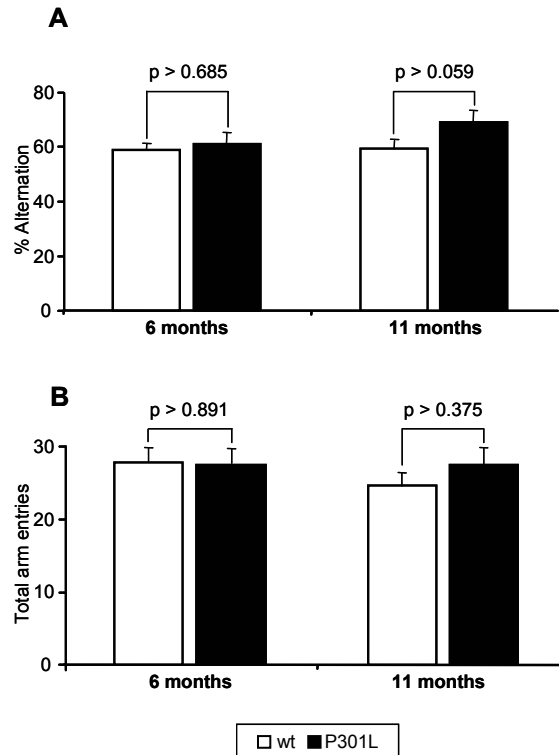 A
p > 0.685 p > 0.059
80
60
40
20
0
% Alternation
6 months 11 months
B
p > 0.891 p > 0.375
30
20
10
0
Total arm entries
6 months 11 months
wt P301L